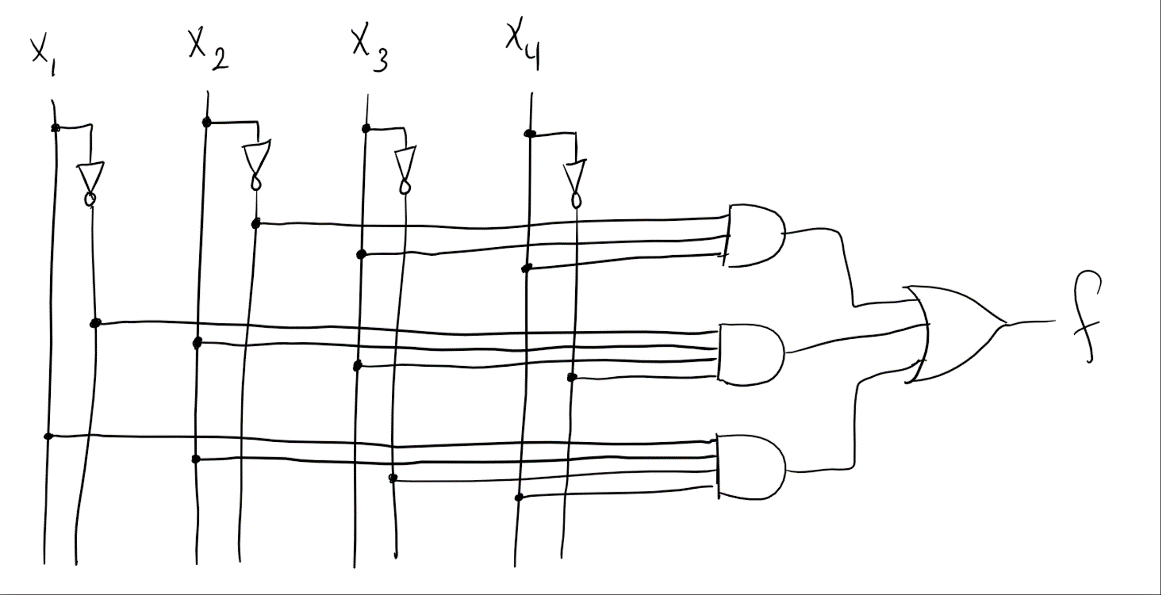 X₁ X₂ X₃ X₄
f